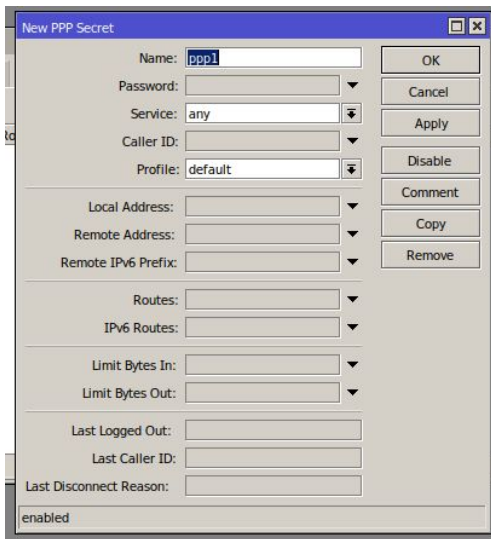 New PPP Secret
Name: ppp1
OK
Password:
Cancel
Service: any
Apply
Caller ID:
Profile: default
Disable
Comment
Local Address:
Copy
Remote Address:
Remove
Remote IPv6 Prefix:
Routes:
IPv6 Routes:
Limit Bytes In:
Limit Bytes Out:
Last Logged Out:
Last Caller ID:
Last Disconnect Reason:
enabled